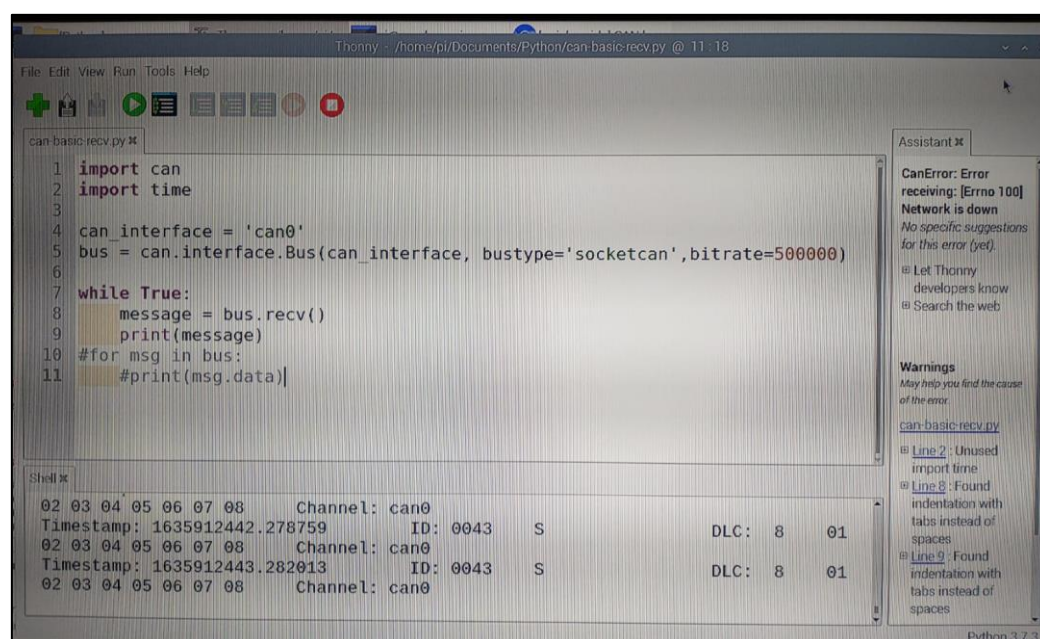 Thonny - /home/pi/Documents/Python/can-basic-recv.py @ 11 : 18
File Edit View Run Tools Help
can-basic-recv.py
1 import can
2 import time
3
4 can_interface = 'can0'
5 bus = can.interface.Bus(can_interface, bustype='socketcan',bitrate=500000)
6
7 while True:
8 message = bus.recv()
9 print(message)
10 #for msg in bus:
11 #print(msg.data)
Shell
02 03 04 05 06 07 08 Channel: can0
Timestamp: 1635912442.278759 ID: 0043 S DLC: 8 01
02 03 04 05 06 07 08 Channel: can0
Timestamp: 1635912443.282013 ID: 0043 S DLC: 8 01
02 03 04 05 06 07 08 Channel: can0
Assistant
CanError: Error
receiving: [Errno 100]
Network is down
No specific suggestions
for this error (yet).
Let Thonny
developers know
Search the web
Warnings
May help you find the cause
of the error.
can-basic-recv.py
Line 2 : Unused
import time
Line 8 : Found
indentation with
tabs instead of
spaces
Line 9 : Found
indentation with
tabs instead of
spaces
Python 3.7.3